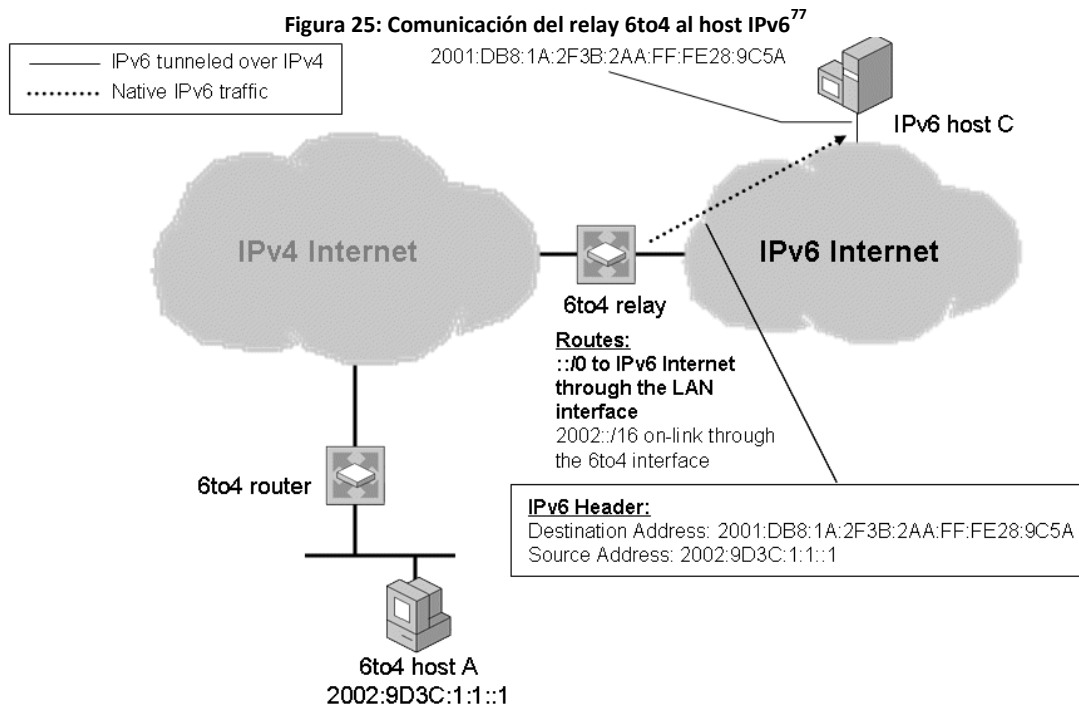 Figura 25: Comunicación del relay 6to4 al host IPv677
IPv6 tunneled over IPv4
Native IPv6 traffic
2001:DB8:1A:2F3B:2AA:FF:FE28:9C5A
IPv6 host C
IPv4 Internet
IPv6 Internet
6to4 relay
Routes:
::/0 to IPv6 Internet
through the LAN
interface
2002::/16 on-link through
the 6to4 interface
6to4 router
IPv6 Header:
Destination Address: 2001:DB8:1A:2F3B:2AA:FF:FE28:9C5A
Source Address: 2002:9D3C:1:1::1
6to4 host A
2002:9D3C:1:1::1